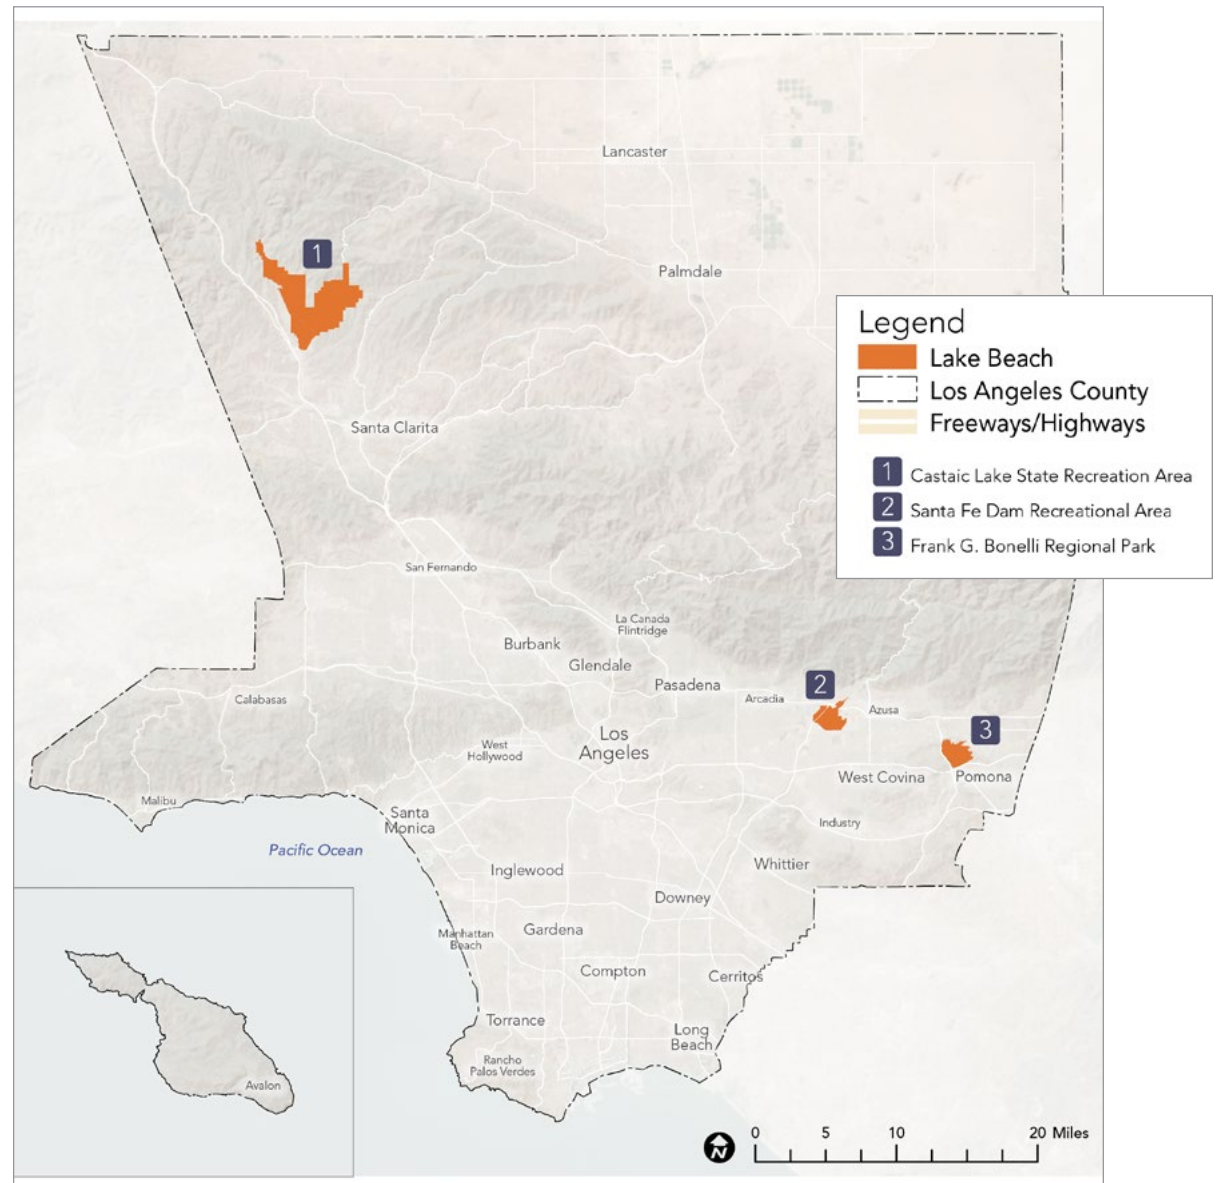 Lancaster
1
Palmdale
Legend
Lake Beach
Los Angeles County
Freeways/Highways
1 Castaic Lake State Recreation Area
2 Santa Fe Dam Recreational Area
3 Frank G. Bonelli Regional Park
Santa Clarita
San Fernando
La Canada
Flintridge
Burbank
Glendale
Pasadena
2
Arcadia
Azusa
Calabasas
3
Los
Angeles
West
Hollywood
West Covina
Pomona
Malibu
Santa
Monica
Industry
Pacific Ocean
Whittier
Inglewood
Downey
Manhattan
Beach
Gardena
Compton
Cerritos
Torrance
Long
Beach
Rancho
Palos Verdes
Avalon
N
0 5 10 20 Miles